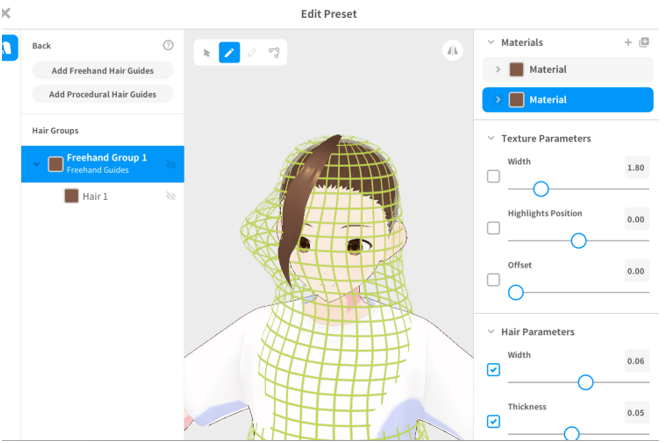 Edit Preset
Back
Add Freehand Hair Guides
Add Procedural Hair Guides
Hair Groups
Freehand Group 1
Freehand Guides
Hair 1
Materials
Material
Material
Texture Parameters
Width
1.80
Highlights Position
0.00
Offset
0.00
Hair Parameters
Width
0.06
Thickness
0.05